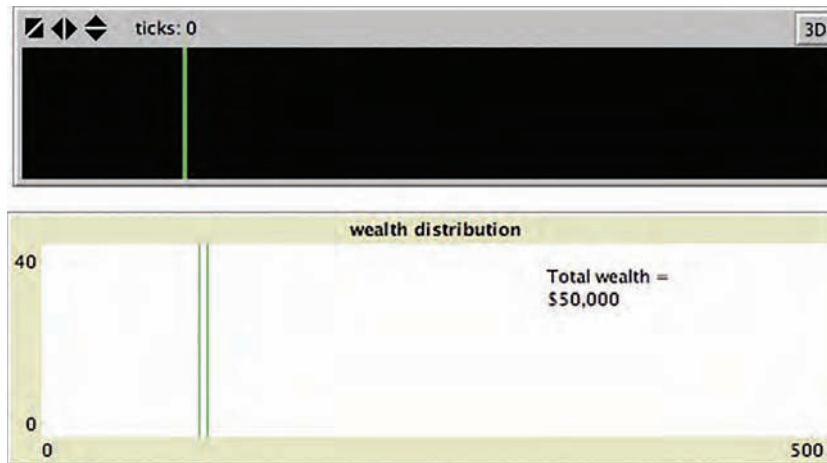 ticks: 0
3D
wealth distribution
40
Total wealth =
$50,000
0
0
500